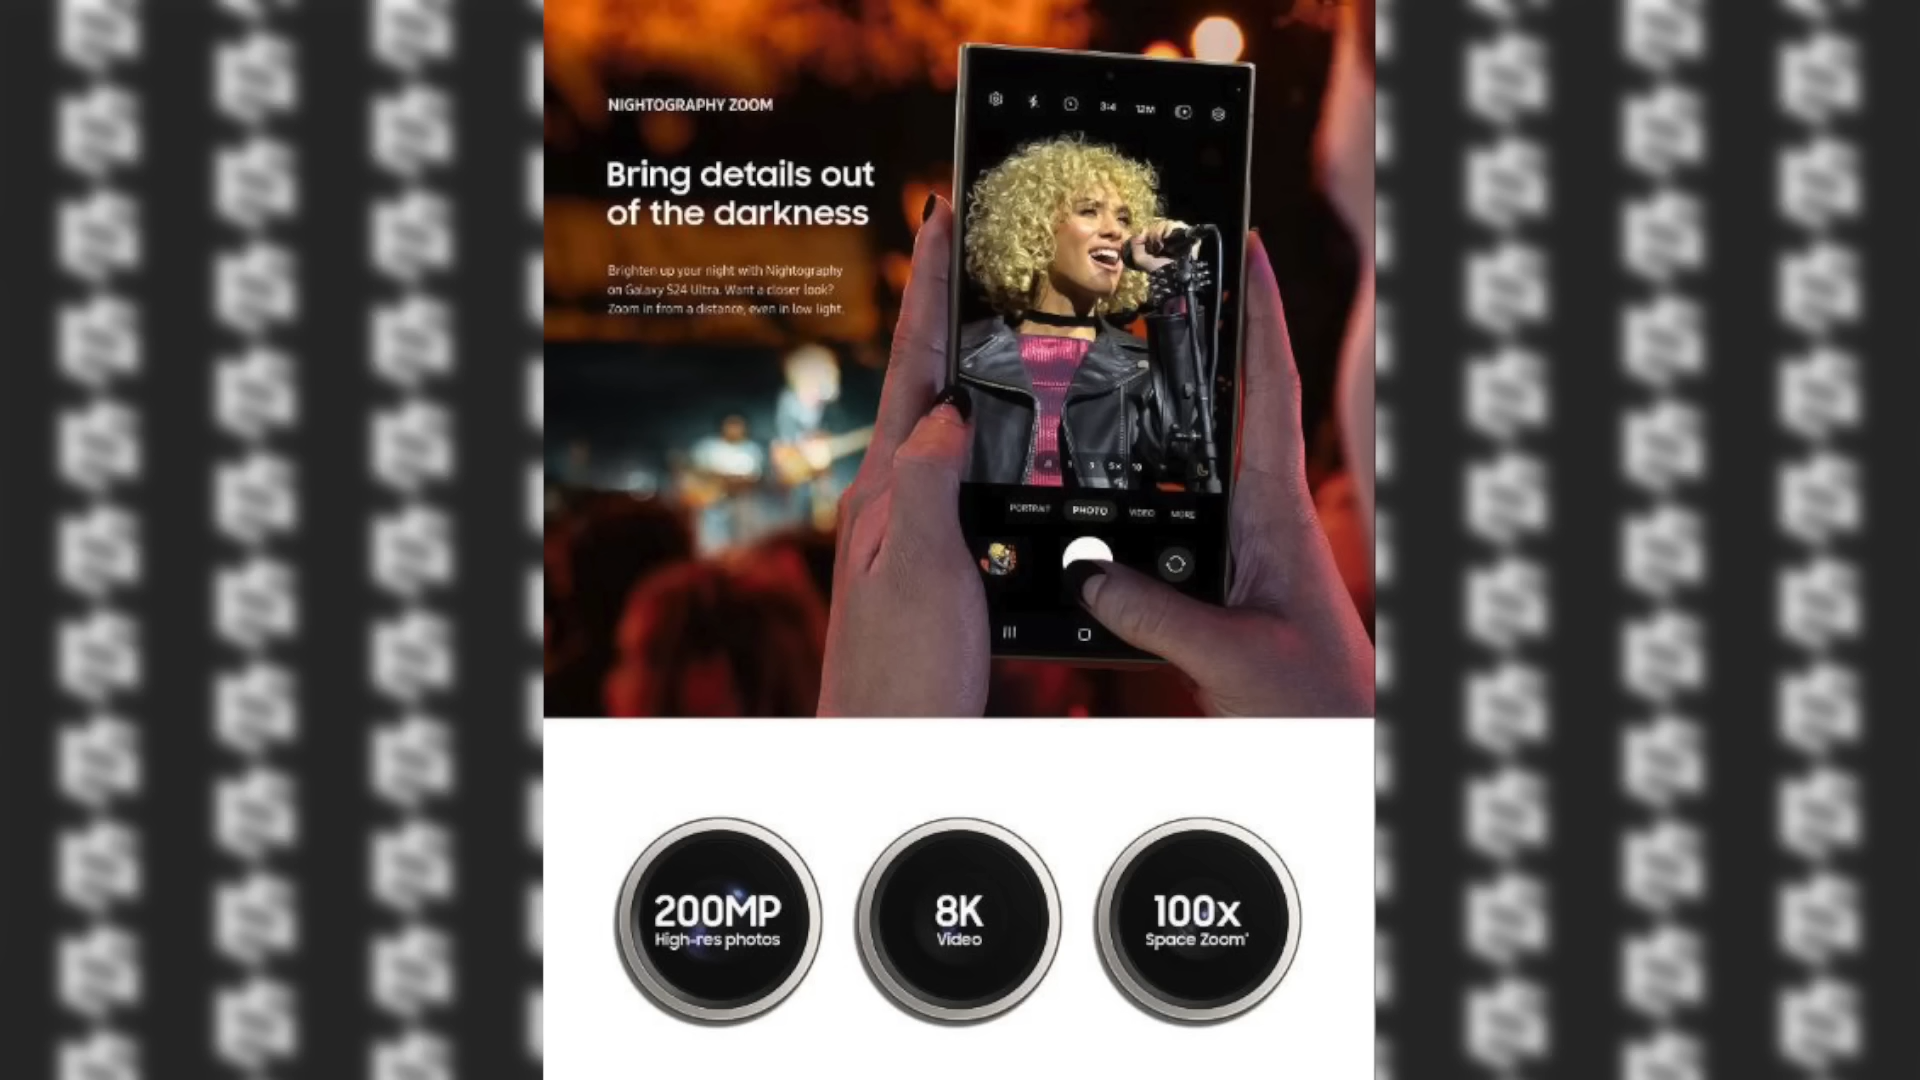 NIGHTOGRAPHY ZOOM
Bring details out
of the darkness
Brighten up your night with Nightography
on Galaxy S24 Ultra. Want a closer look?
Zoom in from a distance, even in low light.
3:4 12M
5x 10
PORTRAIT PHOTO VIDEO MORE
200MP
High-res photos
8K
Video
100x
Space Zoom*